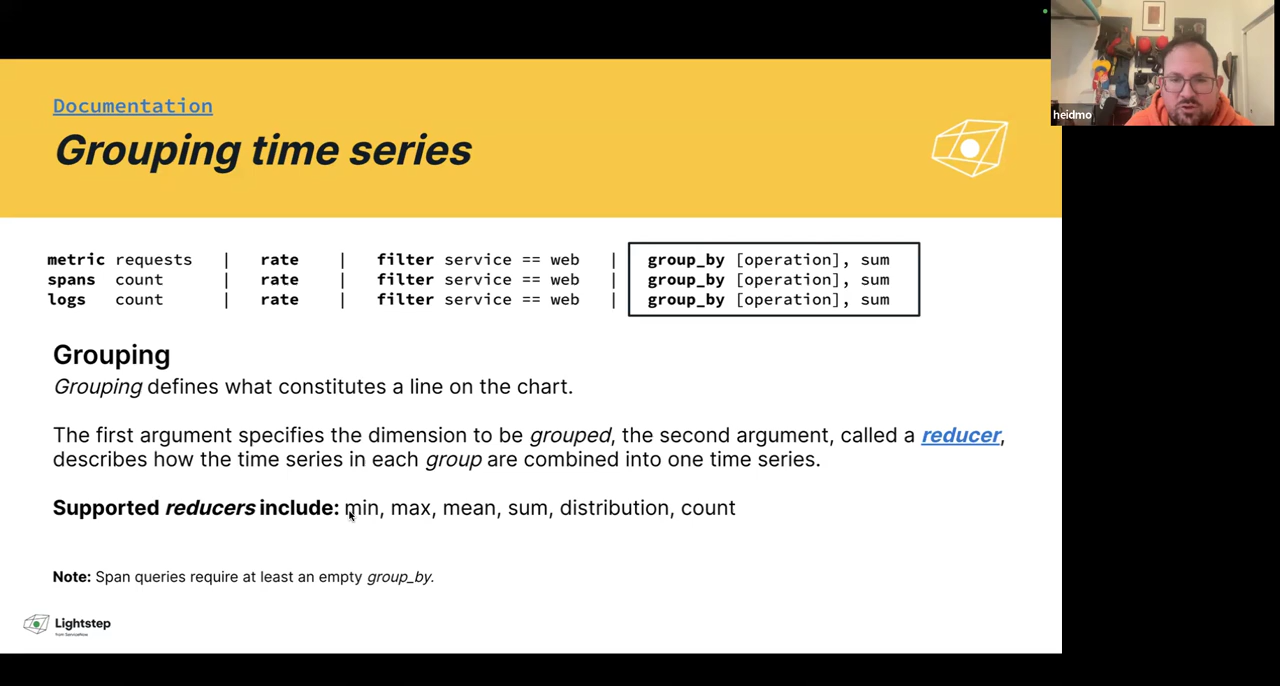 Documentation
Grouping time series
heidmo
metric requests | rate | filter service == web | group_by [operation], sum
spans count | rate | filter service == web | group_by [operation], sum
logs count | rate | filter service == web | group_by [operation], sum
Grouping
Grouping defines what constitutes a line on the chart.
The first argument specifies the dimension to be grouped, the second argument, called a reducer,
describes how the time series in each group are combined into one time series.
Supported reducers include: min, max, mean, sum, distribution, count
Note: Span queries require at least an empty group_by.
Lightstep
from ServiceNow